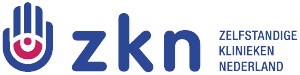 zkn
ZELFSTANDIGE
KLINIEKEN
NEDERLAND